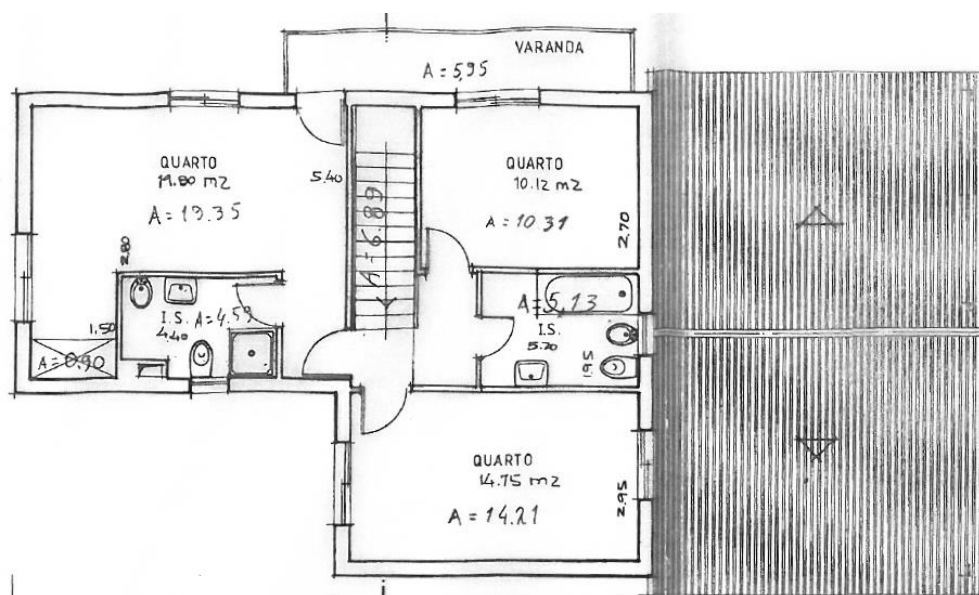 VARANDA
A = 5,95
QUARTO
19.80 m2
A = 19.35
5.40
QUARTO
10.12 m2
A = 10.31
2.70
A = 6.89
2.80
I.S.
A = 4.59
4.40
1.50
A = 0.90
A = 5,13
I.S.
5.20
1.95
QUARTO
14.75 m2
A = 14.21
2.95